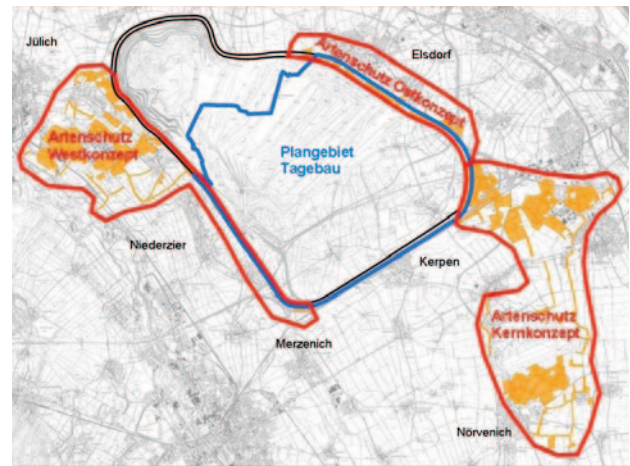 Jülich
Elsdorf
Artenschutz Ostkonzept
Artenschutz
Westkonzept
Plangebiet
Tagebau
Niederzier
Kerpen
Artenschutz
Kernkonzept
Merzenich
Nörvenich